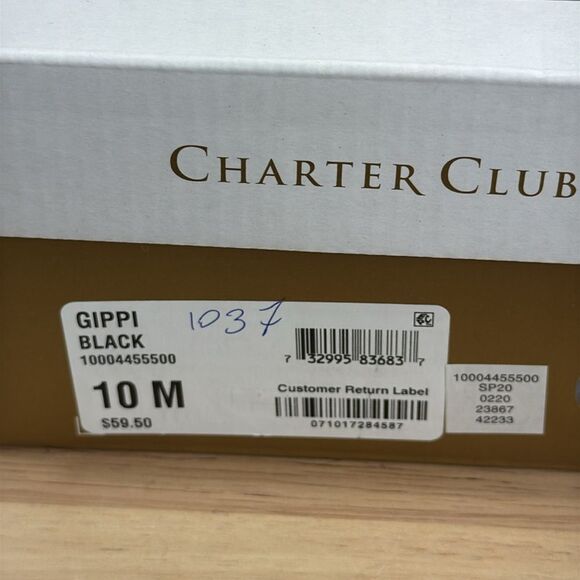 CHARTER CLUB
GIPPI
BLACK
10004455500
1037
10 M
$59.50
7 32995 83683 7
Customer Return Label
071017284587
10004455500
SP20
0220
23867
42233